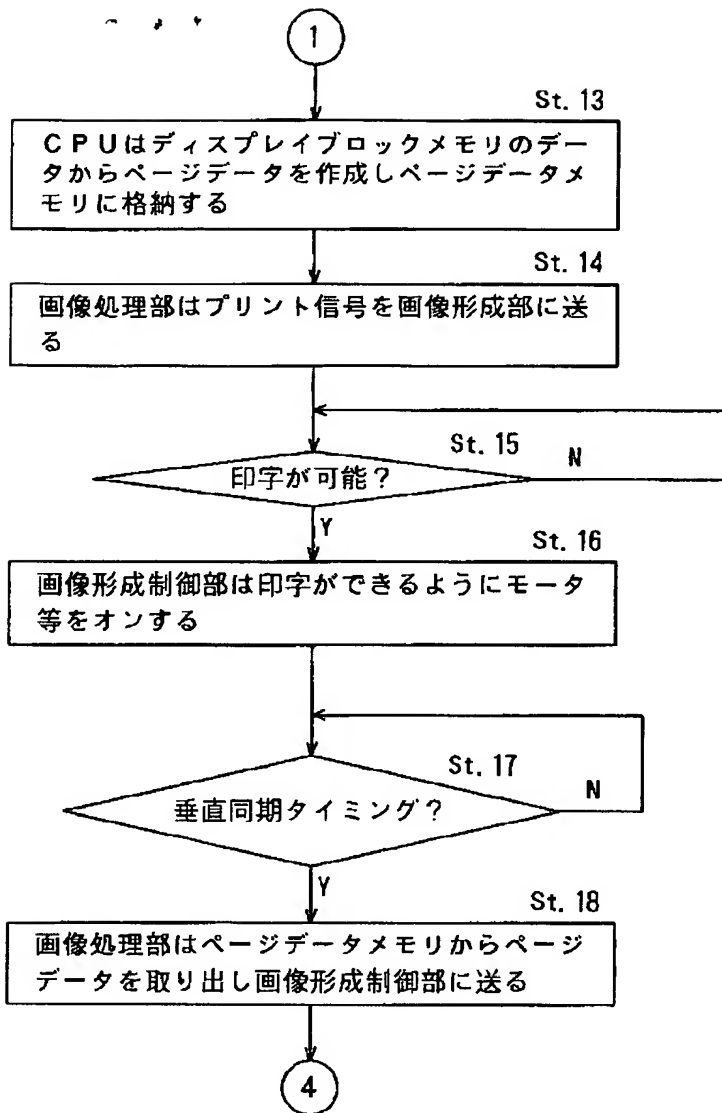 1
St. 13
CPUはディスプレイブロックメモリのデー
タからページデータを作成しページデータメ
モリに格納する
St. 14
画像処理部はプリント信号を画像形成部に送
る
St. 15
印字が可能？
N
Y
St. 16
画像形成制御部は印字ができるようにモータ
等をオンする
St. 17
垂直同期タイミング？
N
Y
St. 18
画像処理部はページデータメモリからページ
データを取り出し画像形成制御部に送る
4